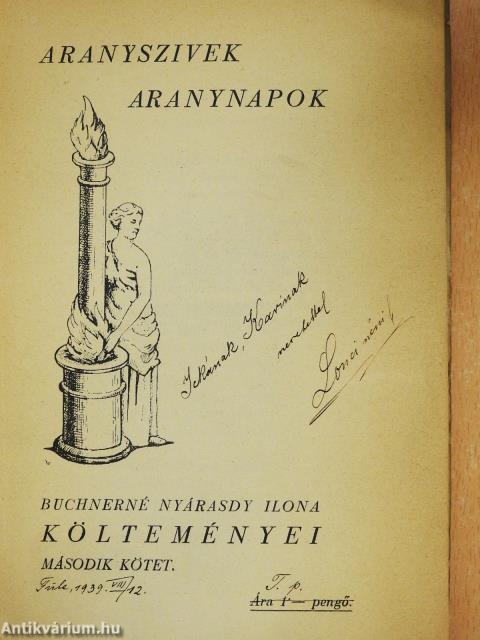 ARANYSZIVEK
ARANYNAPOK
Ickának, Karinak
szeretettel
Lonci néni
BUCHNERNÉ NYÁRASDY ILONA
KÖLTEMÉNYEI
MÁSODIK KÖTET.
1939. VIII/12.
T. p.
Ára 1— pengő.
Antikvárium.hu